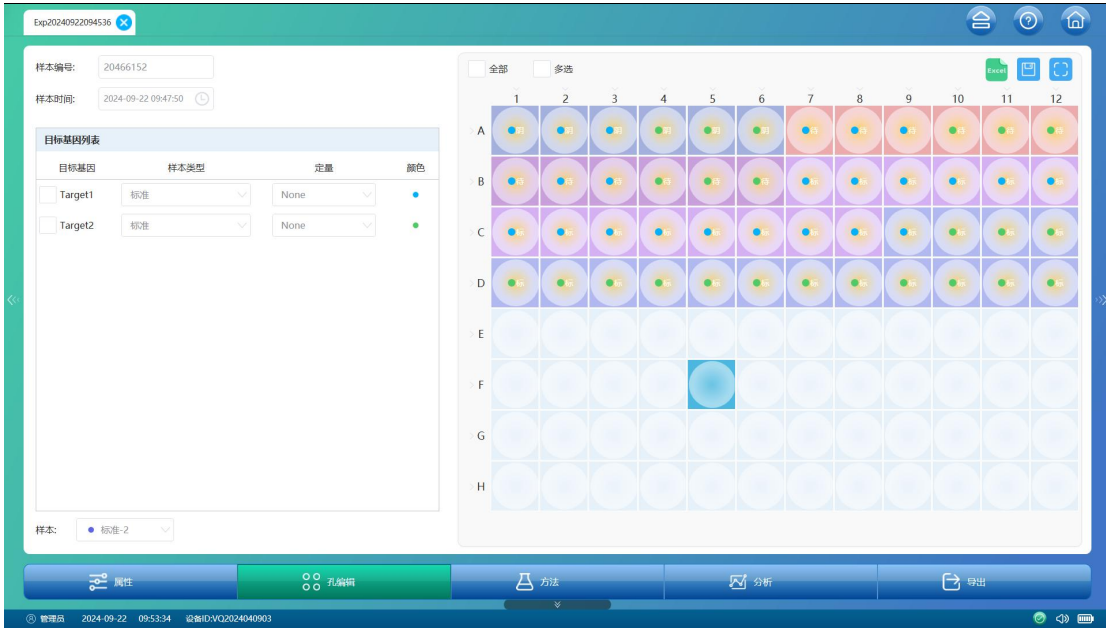 Exp20240922094536
样本编号: 20466152
样本时间: 2024-09-22 09:47:50
目标基因列表
目标基因 样本类型 定量 颜色
Target1 标准 None
Target2 标准 None
样本: 标准-2
全部 多选 Excel
1 2 3 4 5 6 7 8 9 10 11 12
A
B
C
D
E
F
G
H
属性 孔编辑 方法 分析 导出
管理员 2024-09-22 09:53:34 设备ID:VQ2024040903